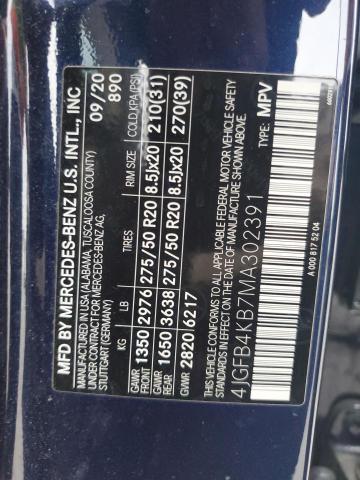 MFD BY MERCEDES-BENZ U.S. INTL., INC
MANUFACTURED IN USA (ALABAMA, TUSCALOOSA COUNTY)
UNDER CONTRACT FOR MERCEDES-BENZ AG,
STUTTGART (GERMANY)
09/20
890
KG LB TIRES RIM SIZE COLD,KPA(PSI)
GAWR FRONT 1350 2976 275/50 R20 8.5Jx20 210(31)
GAWR REAR 1650 3638 275/50 R20 8.5Jx20 270(39)
GVWR 2820 6217
THIS VEHICLE CONFORMS TO ALL APPLICABLE FEDERAL MOTOR VEHICLE SAFETY
STANDARDS IN EFFECT ON THE DATE OF MANUFACTURE SHOWN ABOVE.
4JGFB4KB7MA302391 TYPE: MPV
A 000 817 52 04